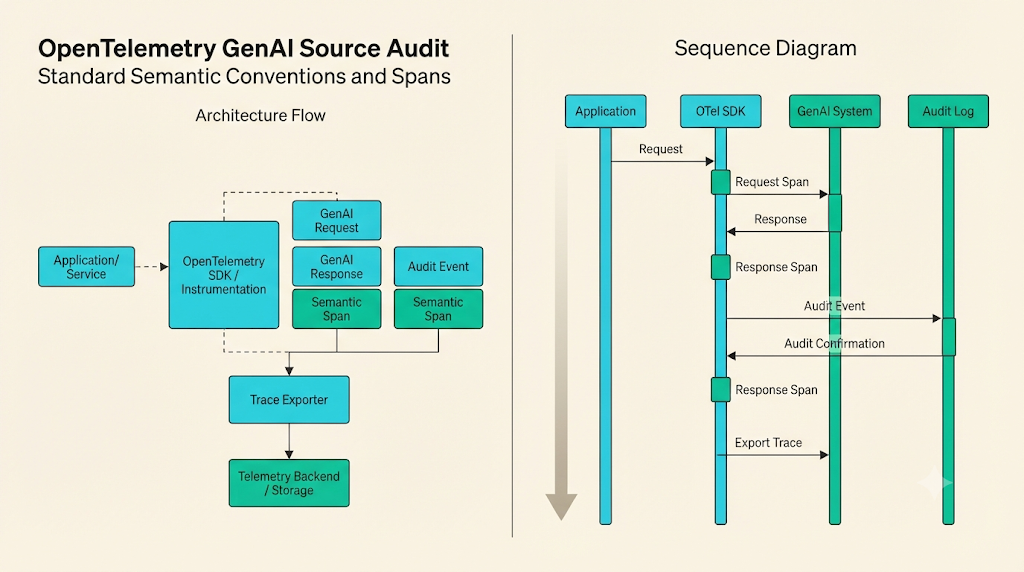 OpenTelemetry GenAI Source Audit
Standard Semantic Conventions and Spans
Architecture Flow
GenAI
Request
Application/
Service
OpenTelemetry
SDK /
Instrumentation
GenAI
Response
Audit Event
Semantic
Span
Semantic
Span
Trace Exporter
Telemetry Backend
/ Storage
Sequence Diagram
Application
OTel SDK
GenAI System
Audit Log
Request
Request Span
Response
Response Span
Audit Event
Audit Confirmation
Response Span
Export Trace